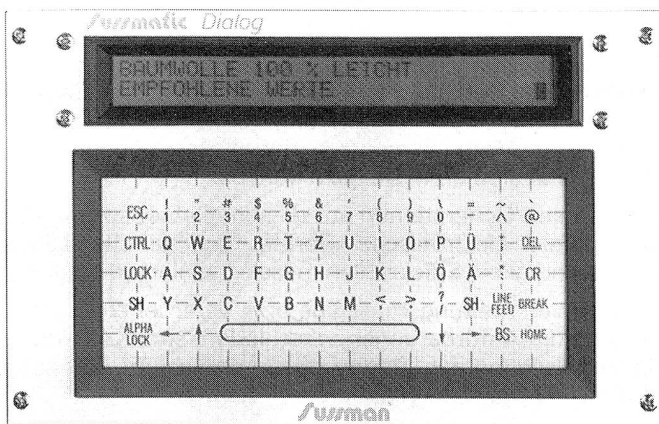 Sussmatic Dialog
BAUMWOLLE 100 % LEICHT
EMPFOHLENE WERTE
ESC ! 1 " 2 # 3 $ 4 % 5 & 6 ' 7 ( 8 ) 9 \ 0 = - ~ ^ ` @
CTRL Q W E R T Z U I O P Ü ; DEL
LOCK A S D F G H J K L Ö Ä * : CR
SH Y X C V B N M < , > . ? / SH LINE FEED BREAK
ALPHA LOCK ← ↑ ↓ → BS HOME
Sussman